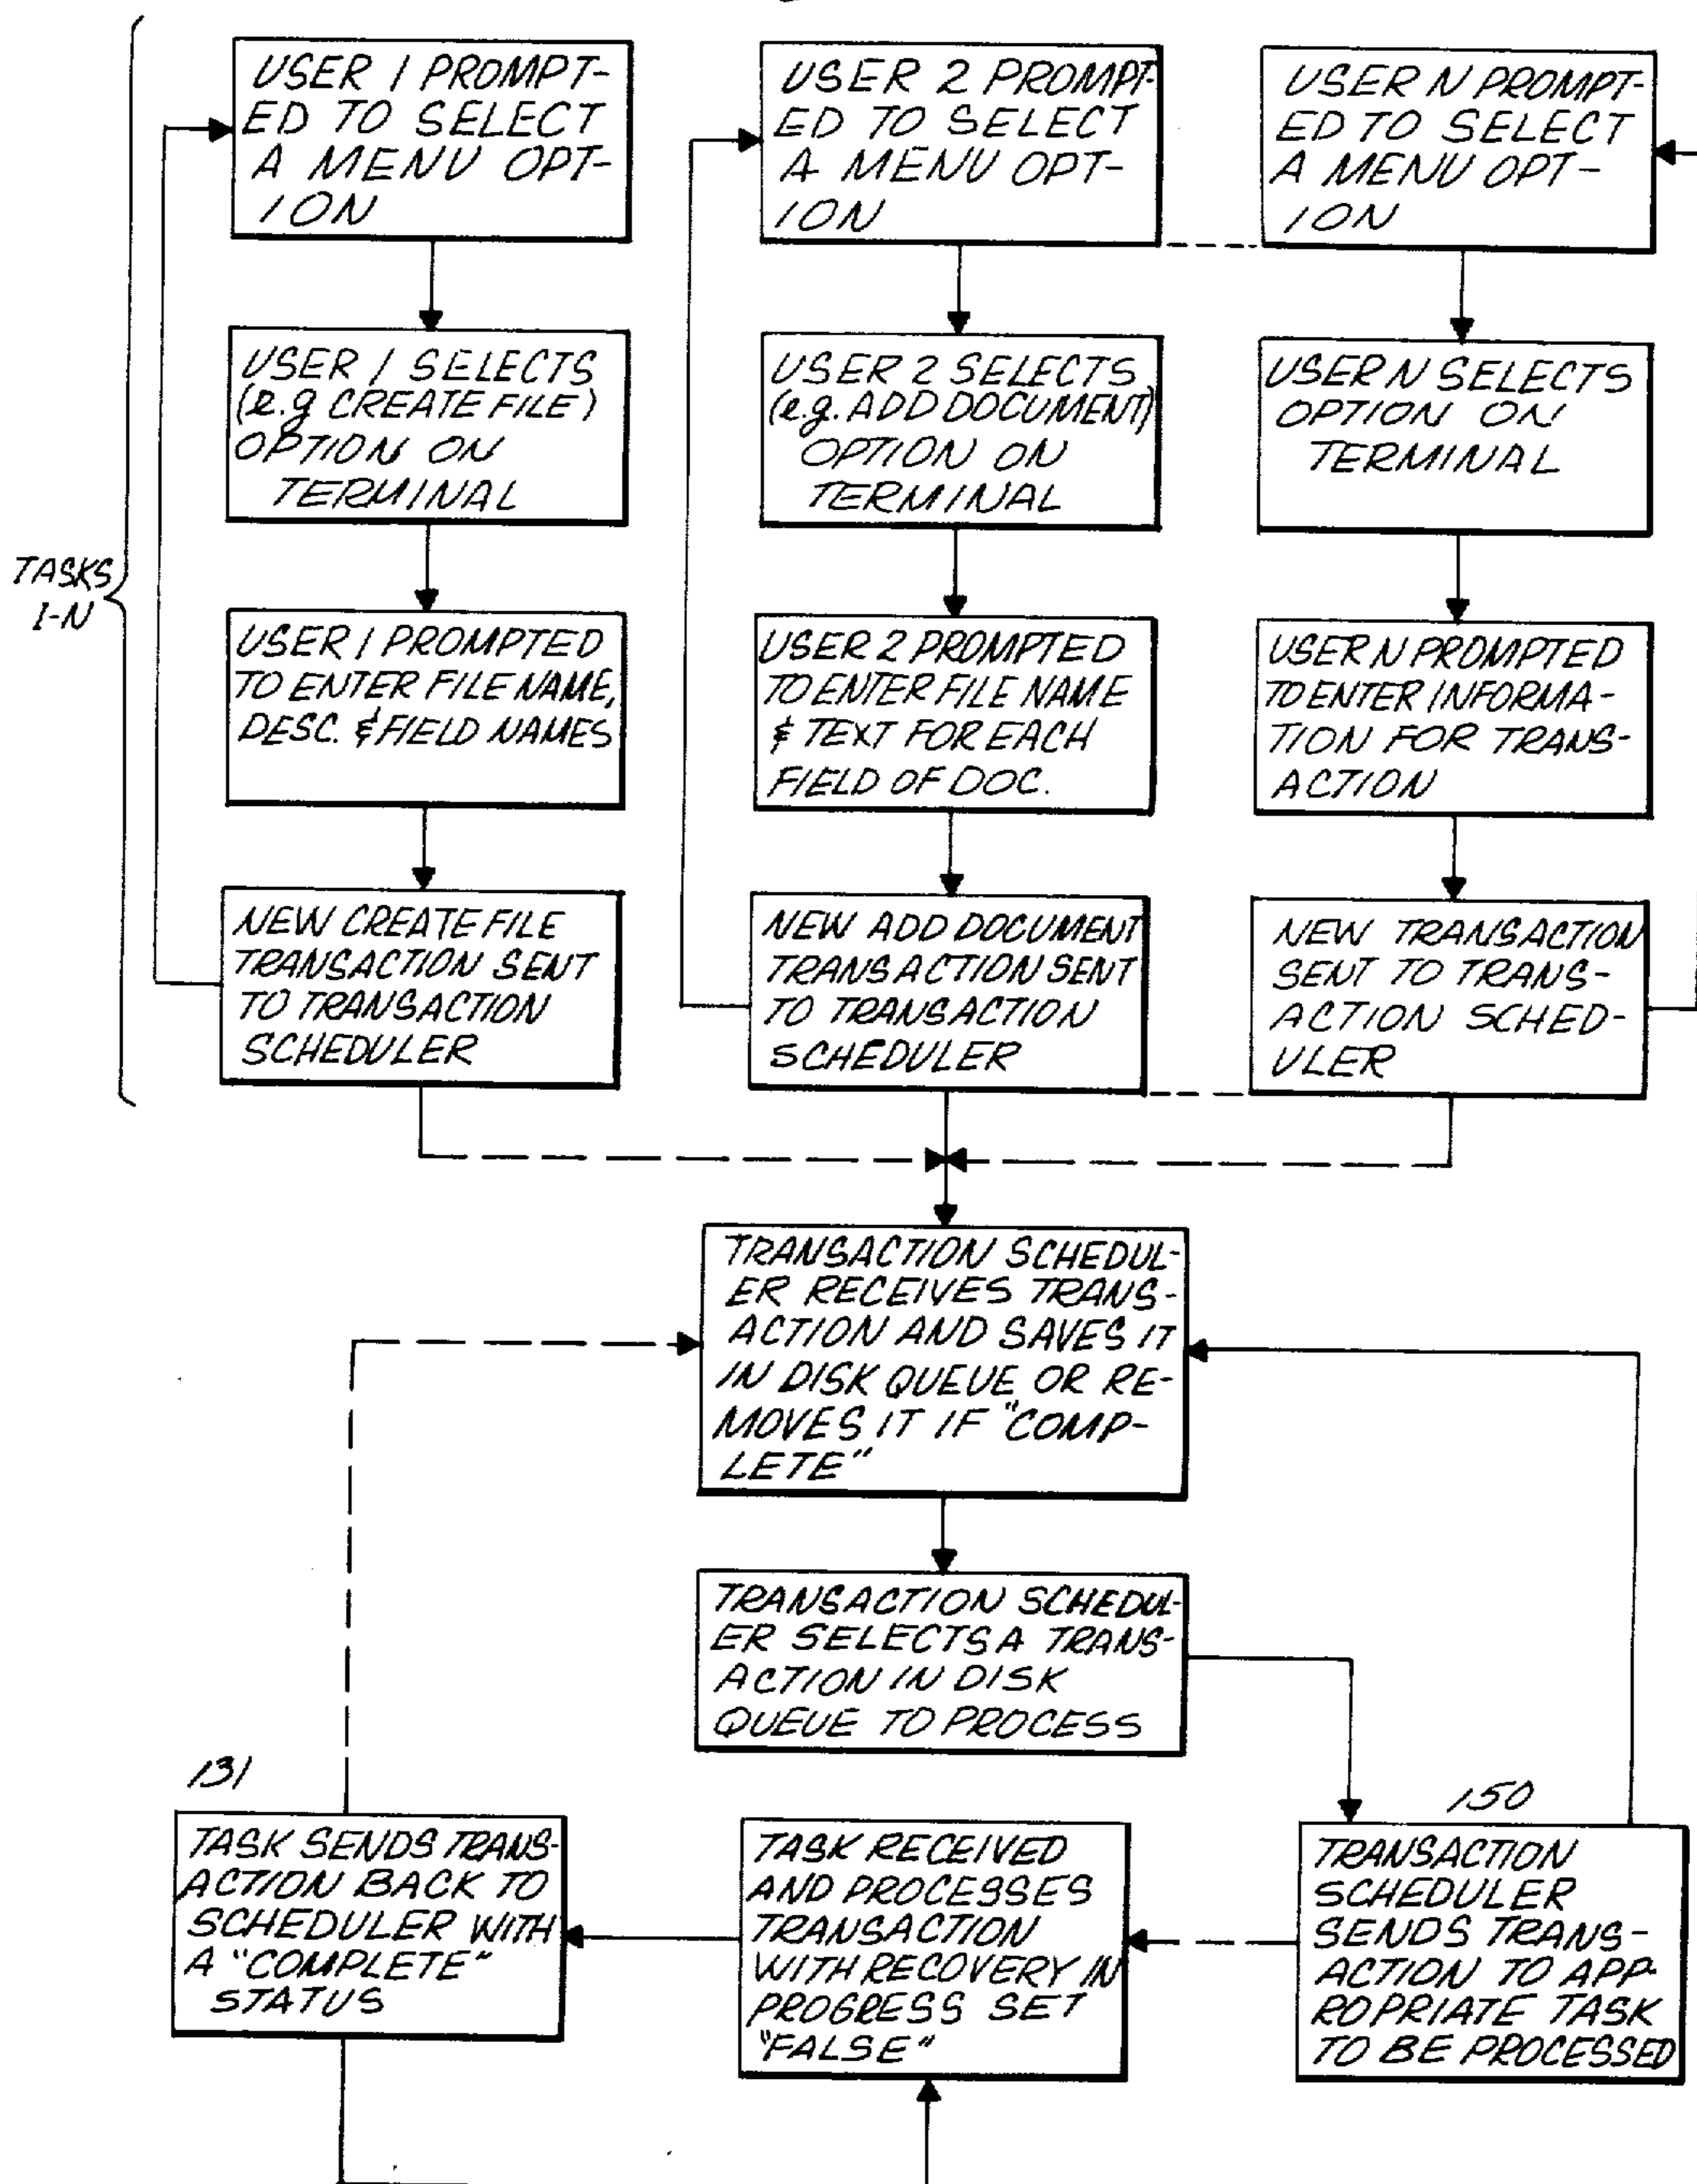 USER 1 PROMPT-
ED TO SELECT
A MENU OPT-
ION
USER 2 PROMPT-
ED TO SELECT
A MENU OPT-
ION
USER N PROMPT-
ED TO SELECT
A MENU OPT-
ION
USER 1 SELECTS
(e.g CREATE FILE)
OPTION ON
TERMINAL
USER 2 SELECTS
(e.g. ADD DOCUMENT)
OPTION ON
TERMINAL
USER N SELECTS
OPTION ON
TERMINAL
TASKS
1-N
USER 1 PROMPTED
TO ENTER FILE NAME,
DESC. & FIELD NAMES
USER 2 PROMPTED
TO ENTER FILE NAME
& TEXT FOR EACH
FIELD OF DOC.
USER N PROMPTED
TO ENTER INFORMA-
TION FOR TRANS-
ACTION
NEW CREATE FILE
TRANSACTION SENT
TO TRANSACTION
SCHEDULER
NEW ADD DOCUMENT
TRANSACTION SENT
TO TRANSACTION
SCHEDULER
NEW TRANSACTION
SENT TO TRANS-
ACTION SCHED-
ULER
TRANSACTION SCHEDUL-
ER RECEIVES TRANS-
ACTION AND SAVES IT
IN DISK QUEUE OR RE-
MOVES IT IF "COMP-
LETE"
TRANSACTION SCHEDUL-
ER SELECTS A TRANS-
ACTION IN DISK
QUEUE TO PROCESS
131
TASK SENDS TRANS-
ACTION BACK TO
SCHEDULER WITH
A "COMPLETE"
STATUS
TASK RECEIVED
AND PROCESSES
TRANSACTION
WITH RECOVERY IN
PROGRESS SET
"FALSE"
150
TRANSACTION
SCHEDULER
SENDS TRANS-
ACTION TO APP-
ROPRIATE TASK
TO BE PROCESSED